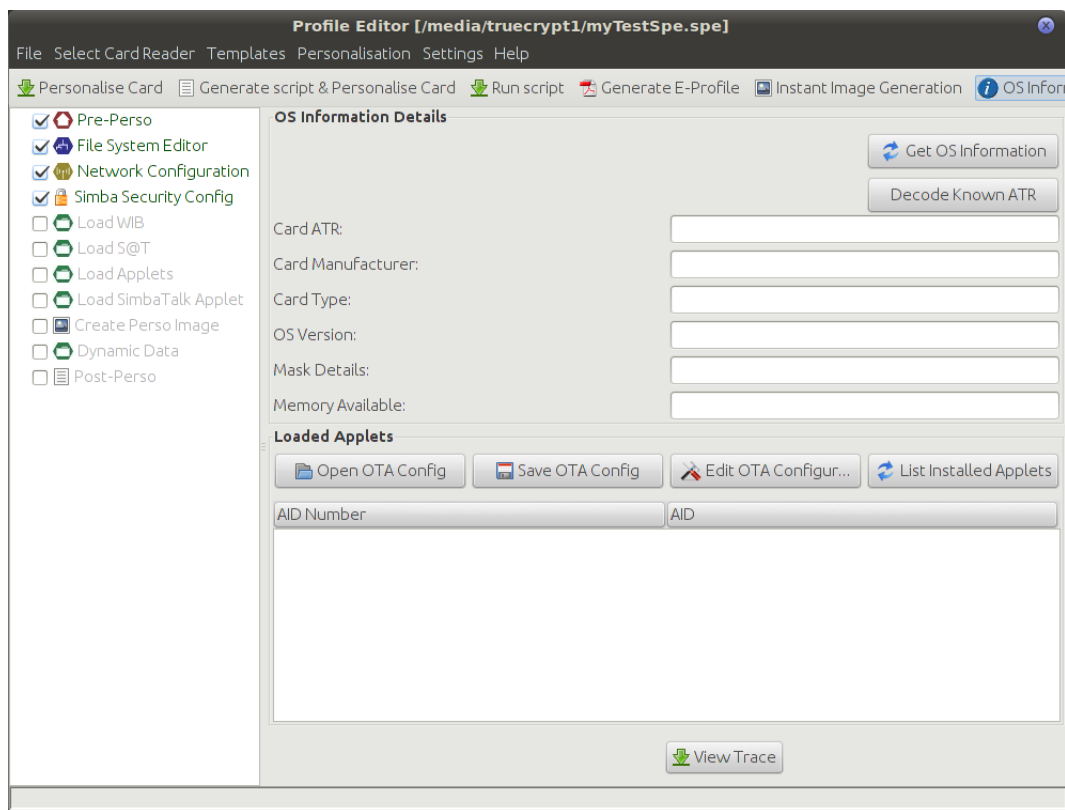 Profile Editor [/media/truecrypt1/myTestSpe.spe]
File Select Card Reader Templates Personalisation Settings Help
Personalise Card Generate script & Personalise Card Run script Generate E-Profile Instant Image Generation OS Infor
Pre-Perso
File System Editor
Network Configuration
Simba Security Config
Load WIB
Load S@T
Load Applets
Load SimbaTalk Applet
Create Perso Image
Dynamic Data
Post-Perso
OS Information Details
Get OS Information
Decode Known ATR
Card ATR:
Card Manufacturer:
Card Type:
OS Version:
Mask Details:
Memory Available:
Loaded Applets
Open OTA Config Save OTA Config Edit OTA Configur... List Installed Applets
AID Number AID
View Trace